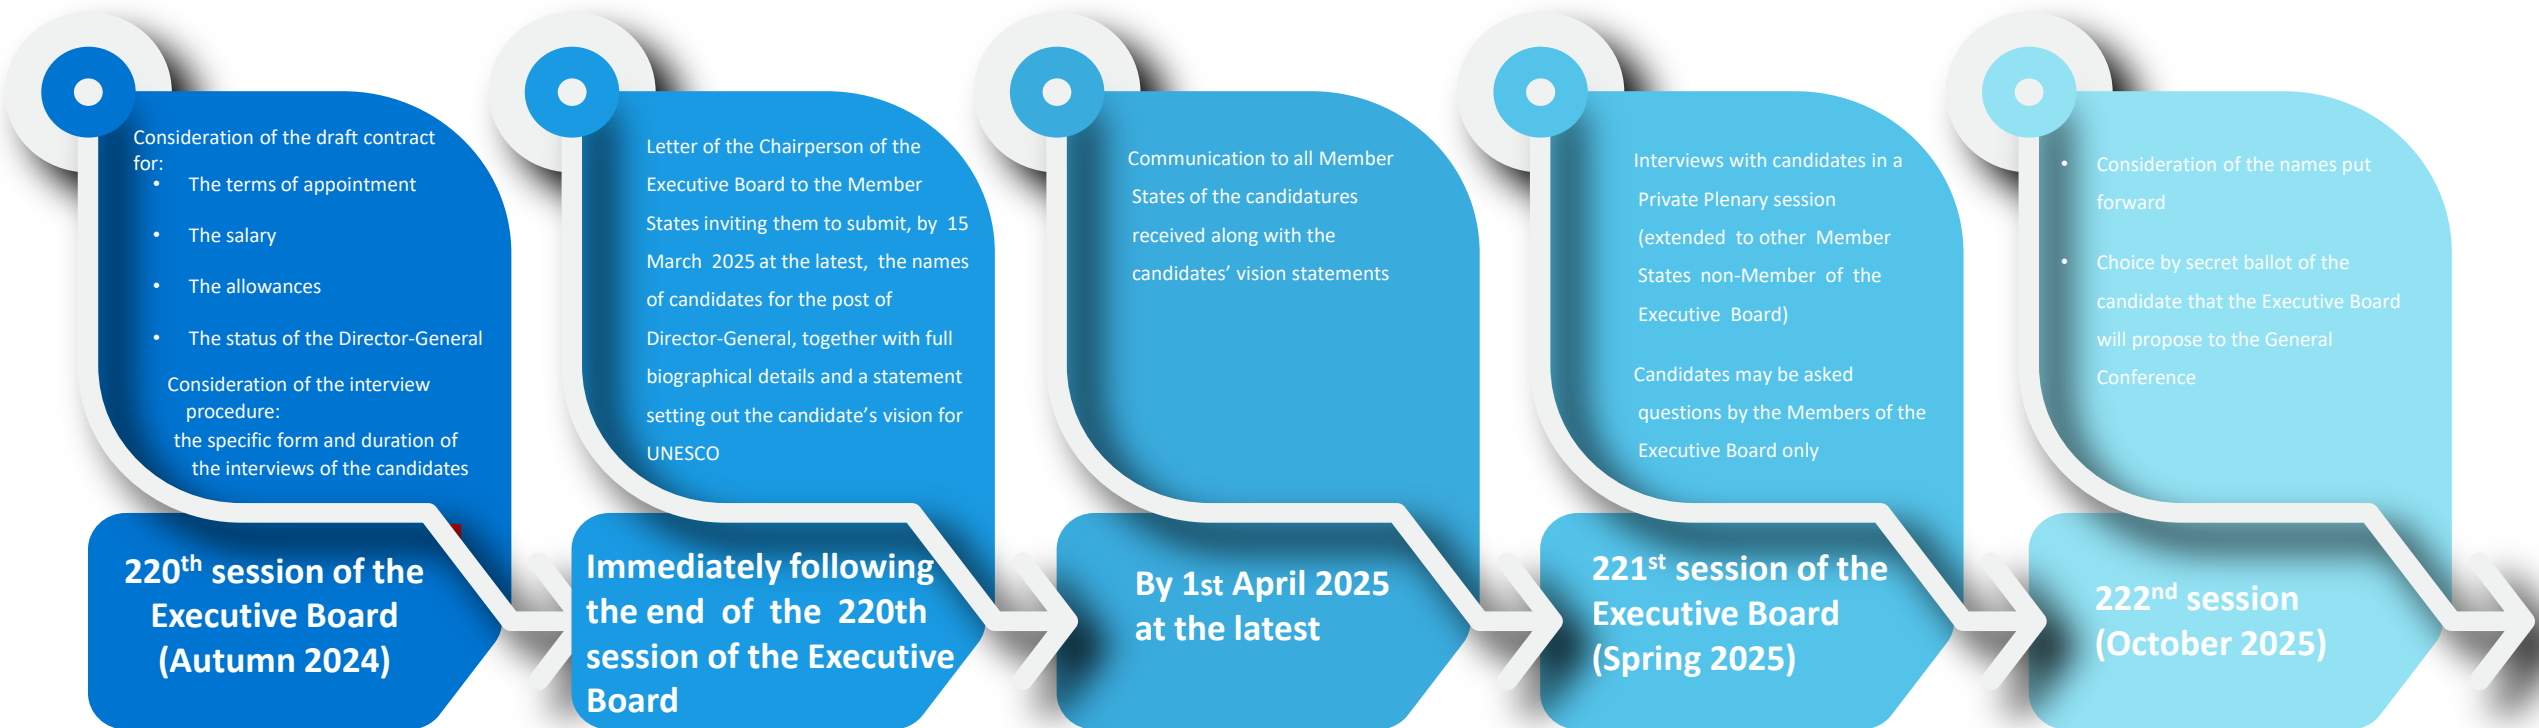 Consideration of the draft contract
for:
• The terms of appointment
• The salary
• The allowances
• The status of the Director-General
Consideration of the interview
procedure:
the specific form and duration of
the interviews of the candidates
220th session of the
Executive Board
(Autumn 2024)
Letter of the Chairperson of the
Executive Board to the Member
States inviting them to submit, by 15
March 2025 at the latest, the names
of candidates for the post of
Director-General, together with full
biographical details and a statement
setting out the candidate’s vision for
UNESCO
Immediately following
the end of the 220th
session of the Executive
Board
Communication to all Member
States of the candidatures
received along with the
candidates’ vision statements
By 1st April 2025
at the latest
Interviews with candidates in a
Private Plenary session
(extended to other Member
States non-Member of the
Executive Board)
Candidates may be asked
questions by the Members of the
Executive Board only
221st session of the
Executive Board
(Spring 2025)
• Consideration of the names put
forward
• Choice by secret ballot of the
candidate that the Executive Board
will propose to the General
Conference
222nd session
(October 2025)